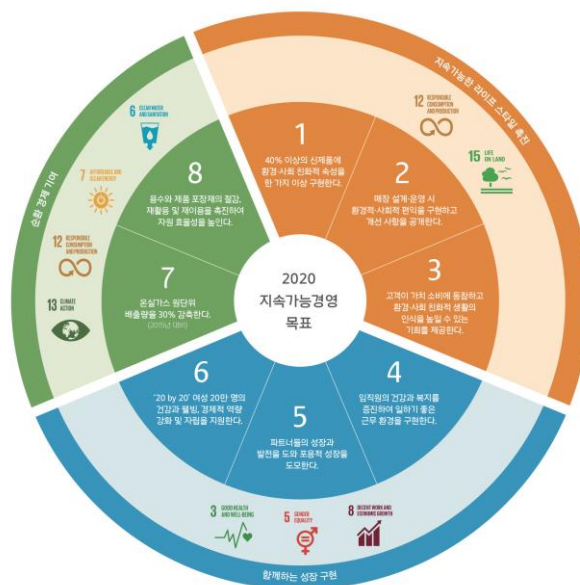 지속가능한 라이프 스타일 촉진
12 RESPONSIBLE
CONSUMPTION
AND PRODUCTION
15 LIFE
ON LAND
1
40% 이상의 신제품에
환경·사회 친화적 속성을
한 가지 이상 구현한다.
2
매장 설계·운영 시
환경적·사회적 편익을 구현하고
개선 사항을 공개한다.
3
고객이 가치 소비에 동참하고
환경·사회 친화적 생활의
인식을 높일 수 있는
기회를 제공한다.
2020
지속가능경영
목표
4
임직원의 건강과 복지를
증진하여 일하기 좋은
근무 환경을 구현한다.
5
파트너들의 성장과
발전을 도와 포용적 성장을
도모한다.
6
'20 by 20' 여성 20만 명의
건강과 웰빙, 경제적 역량
강화 및 자립을 지원한다.
3 GOOD HEALTH
AND WELL-BEING
5 GENDER
EQUALITY
8 DECENT WORK AND
ECONOMIC GROWTH
함께하는 성장 구현
7
온실가스 원단위
배출량을 30% 감축한다.
(2015년 대비)
8
용수와 제품 포장재의 절감,
재활용 및 재이용을 촉진하여
자원 효율성을 높인다.
6 CLEAN WATER
AND SANITATION
7 AFFORDABLE AND
CLEAN ENERGY
12 RESPONSIBLE
CONSUMPTION
AND PRODUCTION
13 CLIMATE
ACTION
순환 경제 기여